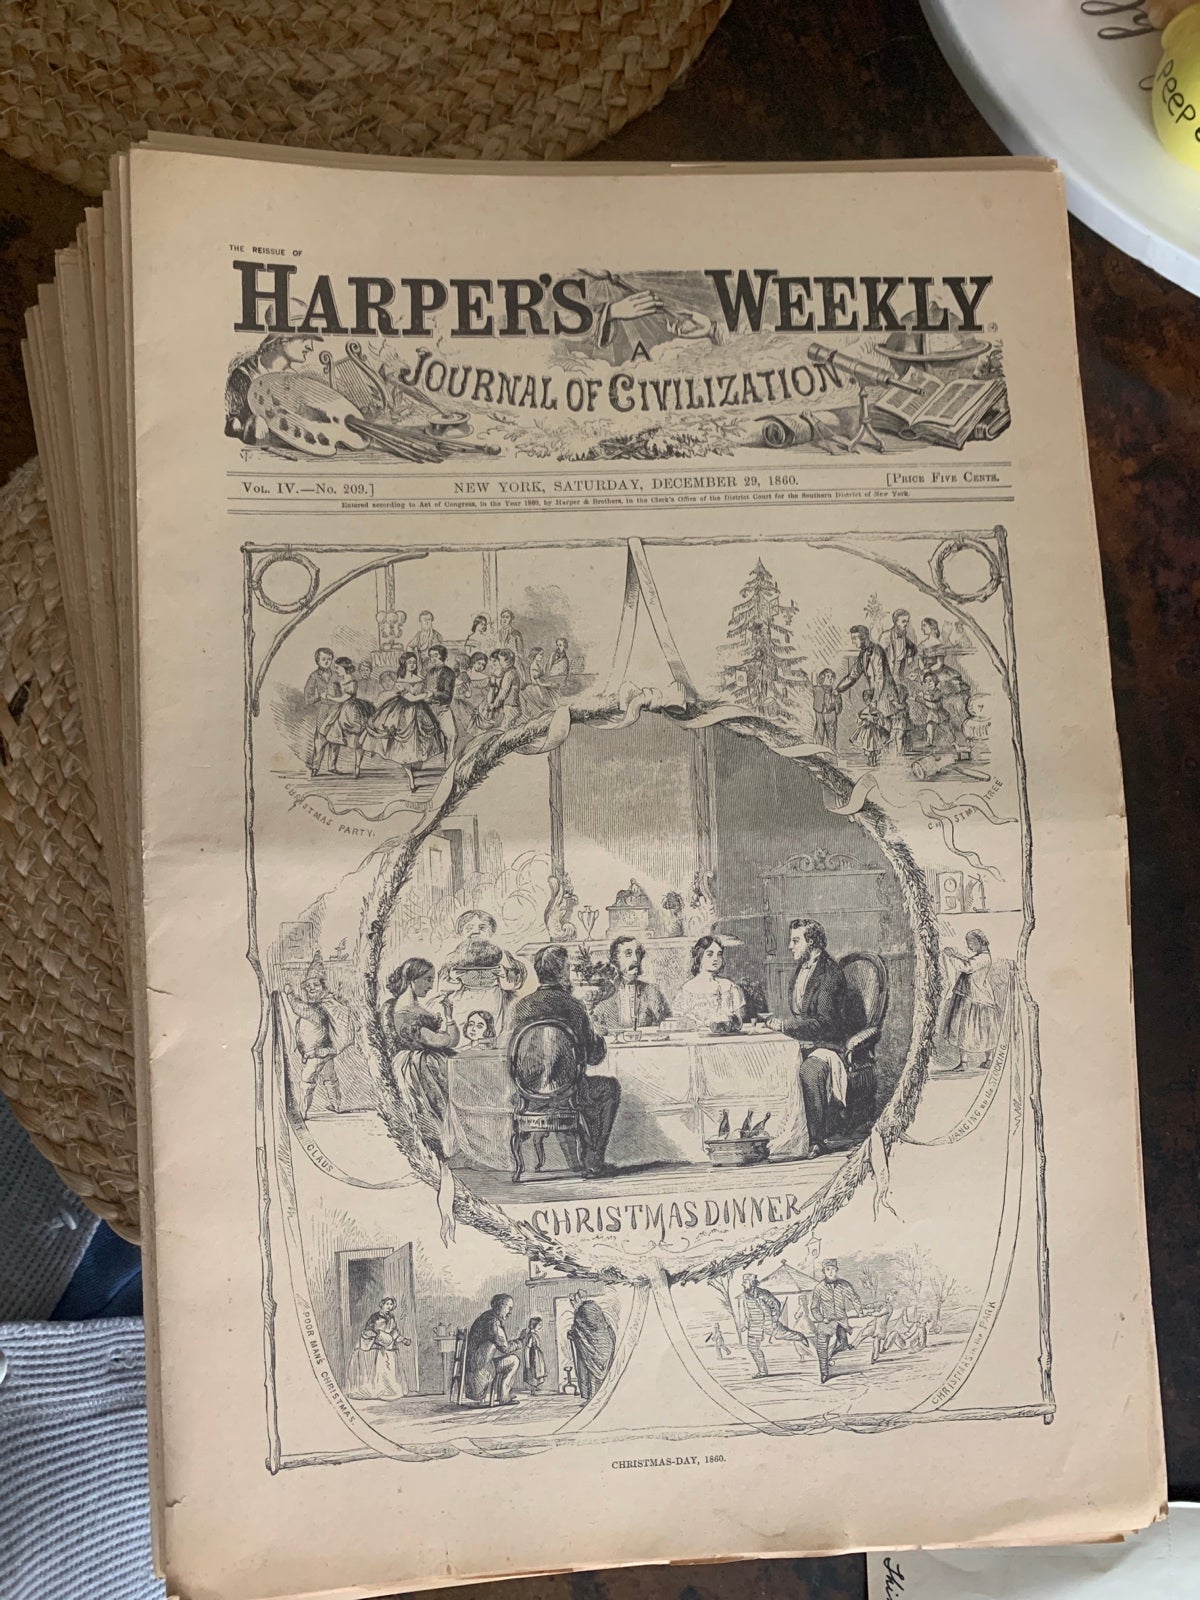 THE REISSUE OF
HARPER'S WEEKLY.
A
JOURNAL OF CIVILIZATION
VOL. IV.—NO. 209.] NEW YORK, SATURDAY, DECEMBER 29, 1860. [PRICE FIVE CENTS.
Entered according to Act of Congress, in the Year 1860, by Harper & Brothers, in the Clerk's Office of the District Court for the Southern District of New York.
CHRISTMAS PARTY.
CHRISTMAS TREE
CLAUS
HANGING up the STOCKING
CHRISTMAS DINNER
POOR MANS CHRISTMAS.
CHRISTMAS in the PARK
CHRISTMAS-DAY, 1860.
peep